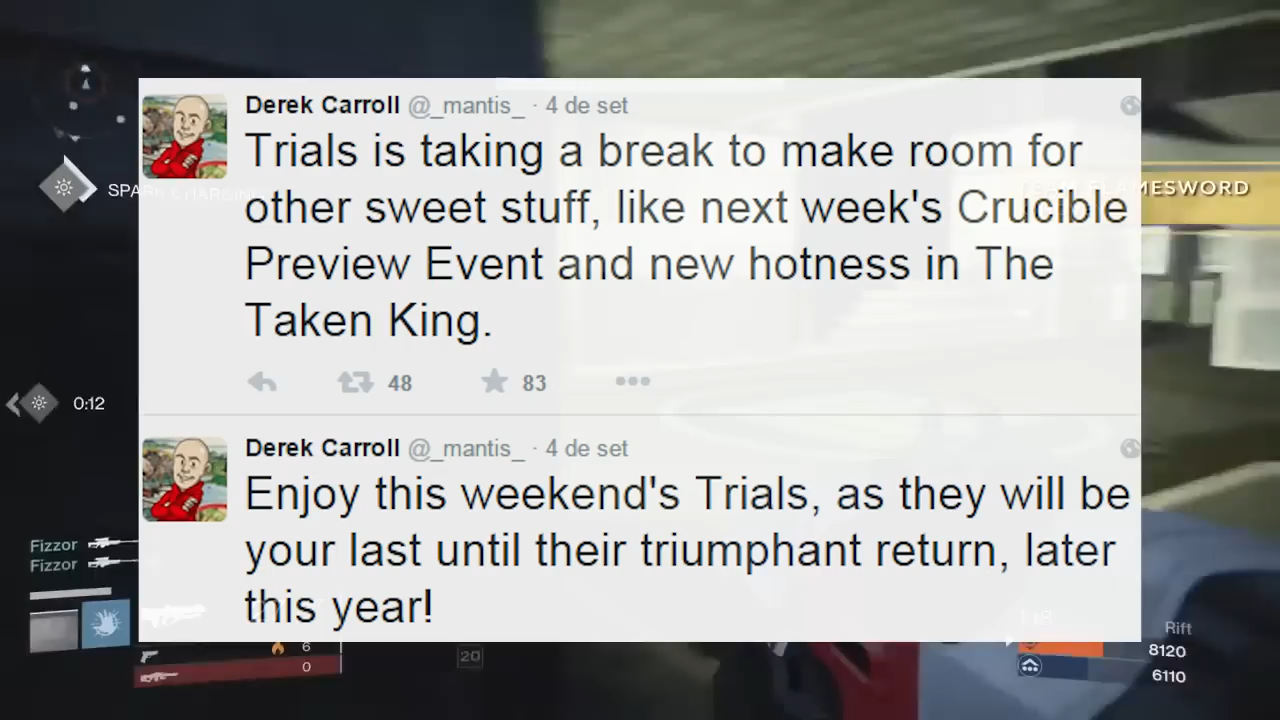 Derek Carroll @_mantis_ · 4 de set
Trials is taking a break to make room for
other sweet stuff, like next week's Crucible
Preview Event and new hotness in The
Taken King.
48 83
Derek Carroll @_mantis_ · 4 de set
Enjoy this weekend's Trials, as they will be
your last until their triumphant return, later
this year!
SPARK CHARGING
FLAMESWORD
0:12
Fizzor
Fizzor
6
0
20
Rift
8120
6110